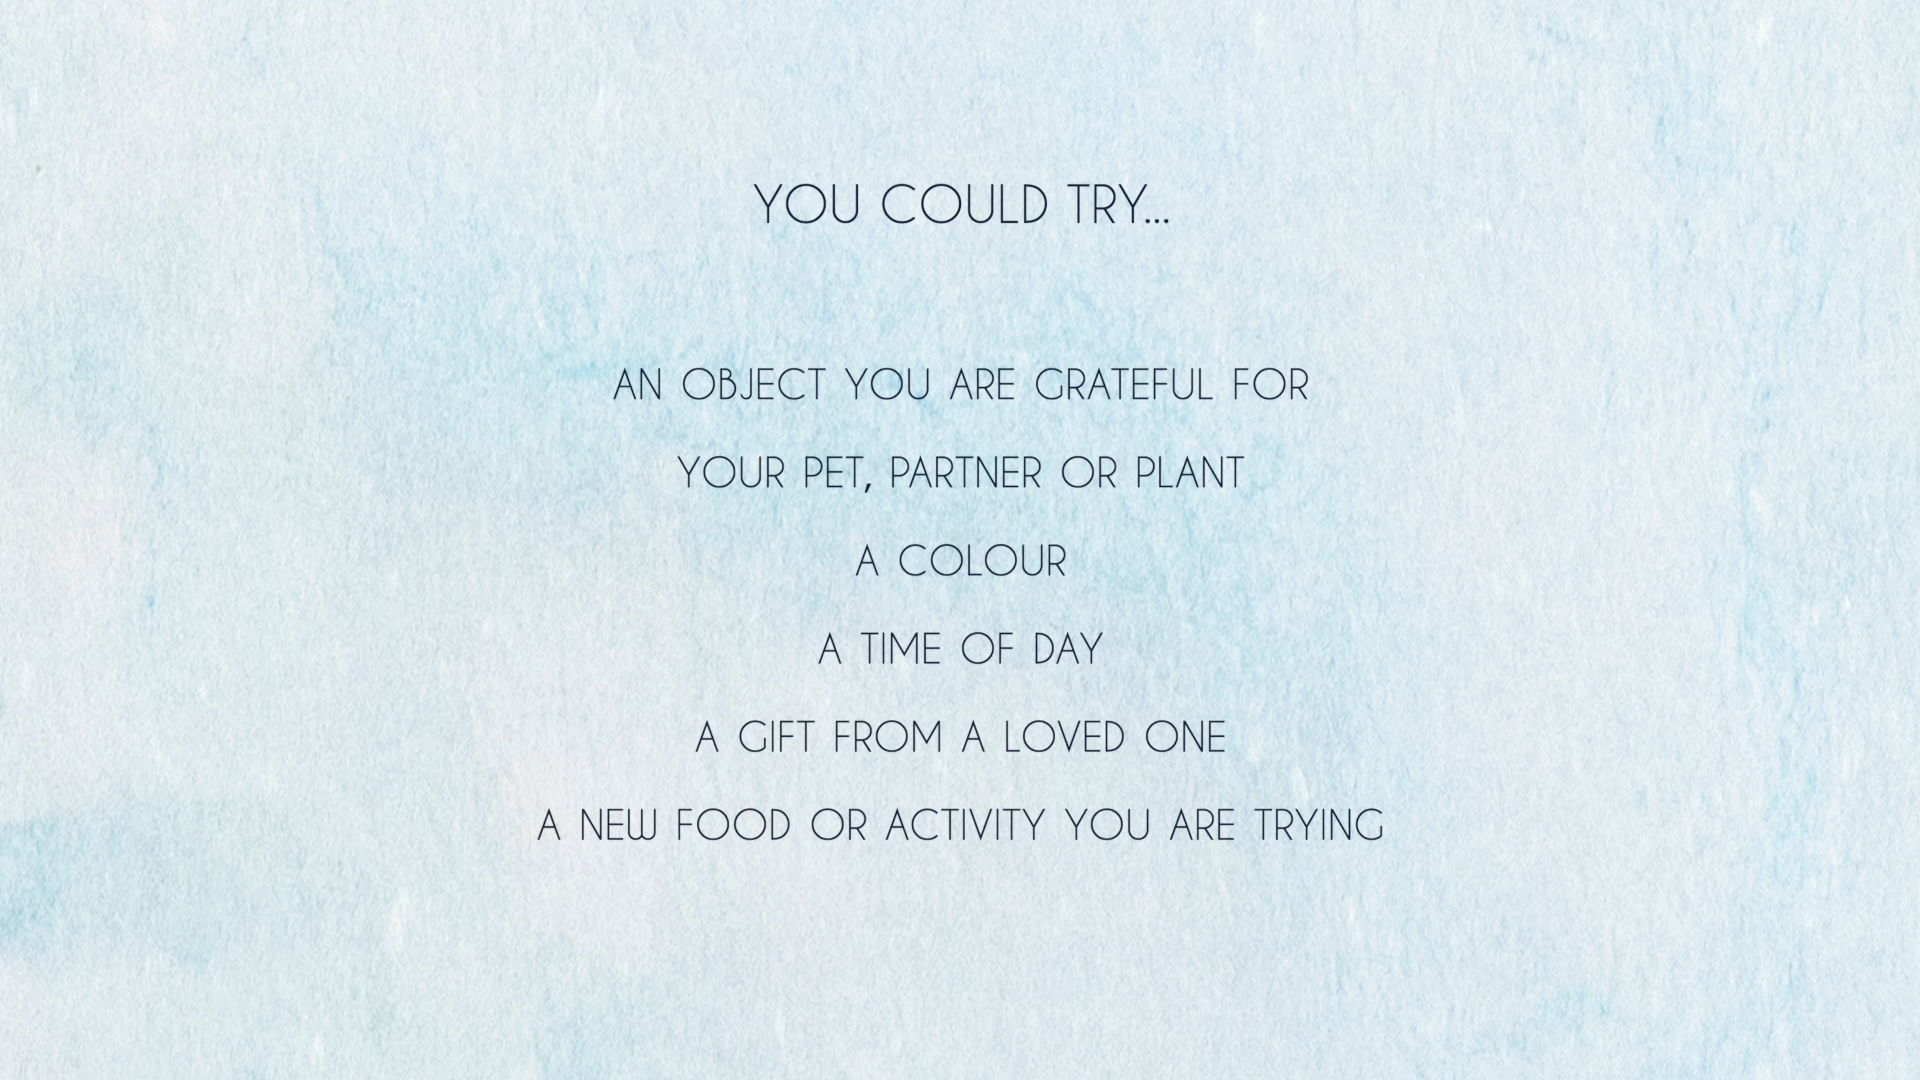 YOU COULD TRY...
AN OBJECT YOU ARE GRATEFUL FOR
YOUR PET, PARTNER OR PLANT
A COLOUR
A TIME OF DAY
A GIFT FROM A LOVED ONE
A NEW FOOD OR ACTIVITY YOU ARE TRYING